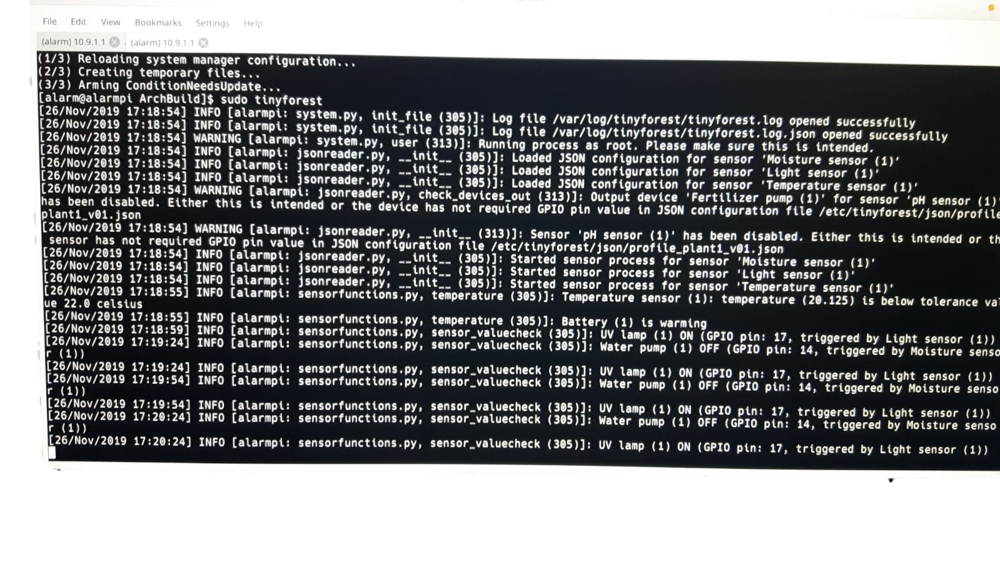 File Edit View Bookmarks Settings Help
(alarm) 10.9.1.1 (alarm) 10.9.1.1
(1/3) Reloading system manager configuration...
(2/3) Creating temporary files...
(3/3) Arming ConditionNeedsUpdate...
[alarm@alarmpi ArchBuild]$ sudo tinyforest
[26/Nov/2019 17:18:54] INFO [alarmpi: system.py, init_file (305)]: Log file /var/log/tinyforest/tinyforest.log opened successfully
[26/Nov/2019 17:18:54] INFO [alarmpi: system.py, init_file (305)]: Log file /var/log/tinyforest/tinyforest.log.json opened successfully
[26/Nov/2019 17:18:54] WARNING [alarmpi: system.py, user (313)]: Running process as root. Please make sure this is intended.
[26/Nov/2019 17:18:54] INFO [alarmpi: jsonreader.py, __init__ (305)]: Loaded JSON configuration for sensor 'Moisture sensor (1)'
[26/Nov/2019 17:18:54] INFO [alarmpi: jsonreader.py, __init__ (305)]: Loaded JSON configuration for sensor 'Light sensor (1)'
[26/Nov/2019 17:18:54] INFO [alarmpi: jsonreader.py, __init__ (305)]: Loaded JSON configuration for sensor 'Temperature sensor (1)'
[26/Nov/2019 17:18:54] WARNING [alarmpi: jsonreader.py, check_devices_out (313)]: Output device 'Fertilizer pump (1)' for sensor 'pH sensor (1)'
has been disabled. Either this is intended or the device has not required GPIO pin value in JSON configuration file /etc/tinyforest/json/profile
plant1_v01.json
[26/Nov/2019 17:18:54] WARNING [alarmpi: jsonreader.py, __init__ (313)]: Sensor 'pH sensor (1)' has been disabled. Either this is intended or th
sensor has not required GPIO pin value in JSON configuration file /etc/tinyforest/json/profile_plant1_v01.json
[26/Nov/2019 17:18:54] INFO [alarmpi: jsonreader.py, __init__ (305)]: Started sensor process for sensor 'Moisture sensor (1)'
[26/Nov/2019 17:18:54] INFO [alarmpi: jsonreader.py, __init__ (305)]: Started sensor process for sensor 'Light sensor (1)'
[26/Nov/2019 17:18:54] INFO [alarmpi: jsonreader.py, __init__ (305)]: Started sensor process for sensor 'Temperature sensor (1)'
[26/Nov/2019 17:18:55] INFO [alarmpi: sensorfunctions.py, temperature (305)]: Temperature sensor (1): temperature (20.125) is below tolerance val
ue 22.0 celsius
[26/Nov/2019 17:18:55] INFO [alarmpi: sensorfunctions.py, temperature (305)]: Battery (1) is warming
[26/Nov/2019 17:18:59] INFO [alarmpi: sensorfunctions.py, sensor_valuecheck (305)]: UV lamp (1) ON (GPIO pin: 17, triggered by Light sensor (1))
[26/Nov/2019 17:19:24] INFO [alarmpi: sensorfunctions.py, sensor_valuecheck (305)]: Water pump (1) OFF (GPIO pin: 14, triggered by Moisture senso
r (1))
[26/Nov/2019 17:19:24] INFO [alarmpi: sensorfunctions.py, sensor_valuecheck (305)]: UV lamp (1) ON (GPIO pin: 17, triggered by Light sensor (1))
[26/Nov/2019 17:19:54] INFO [alarmpi: sensorfunctions.py, sensor_valuecheck (305)]: Water pump (1) OFF (GPIO pin: 14, triggered by Moisture senso
r (1))
[26/Nov/2019 17:19:54] INFO [alarmpi: sensorfunctions.py, sensor_valuecheck (305)]: UV lamp (1) ON (GPIO pin: 17, triggered by Light sensor (1))
[26/Nov/2019 17:20:24] INFO [alarmpi: sensorfunctions.py, sensor_valuecheck (305)]: Water pump (1) OFF (GPIO pin: 14, triggered by Moisture senso
r (1))
[26/Nov/2019 17:20:24] INFO [alarmpi: sensorfunctions.py, sensor_valuecheck (305)]: UV lamp (1) ON (GPIO pin: 17, triggered by Light sensor (1))